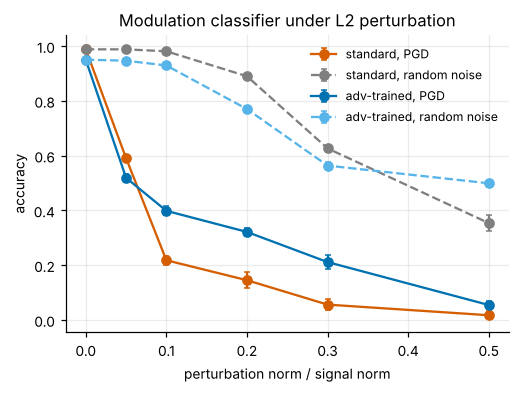 Modulation classifier under L2 perturbation
accuracy
1.0
0.8
0.6
0.4
0.2
0.0
standard, PGD
standard, random noise
adv-trained, PGD
adv-trained, random noise
0.0 0.1 0.2 0.3 0.4 0.5
perturbation norm / signal norm